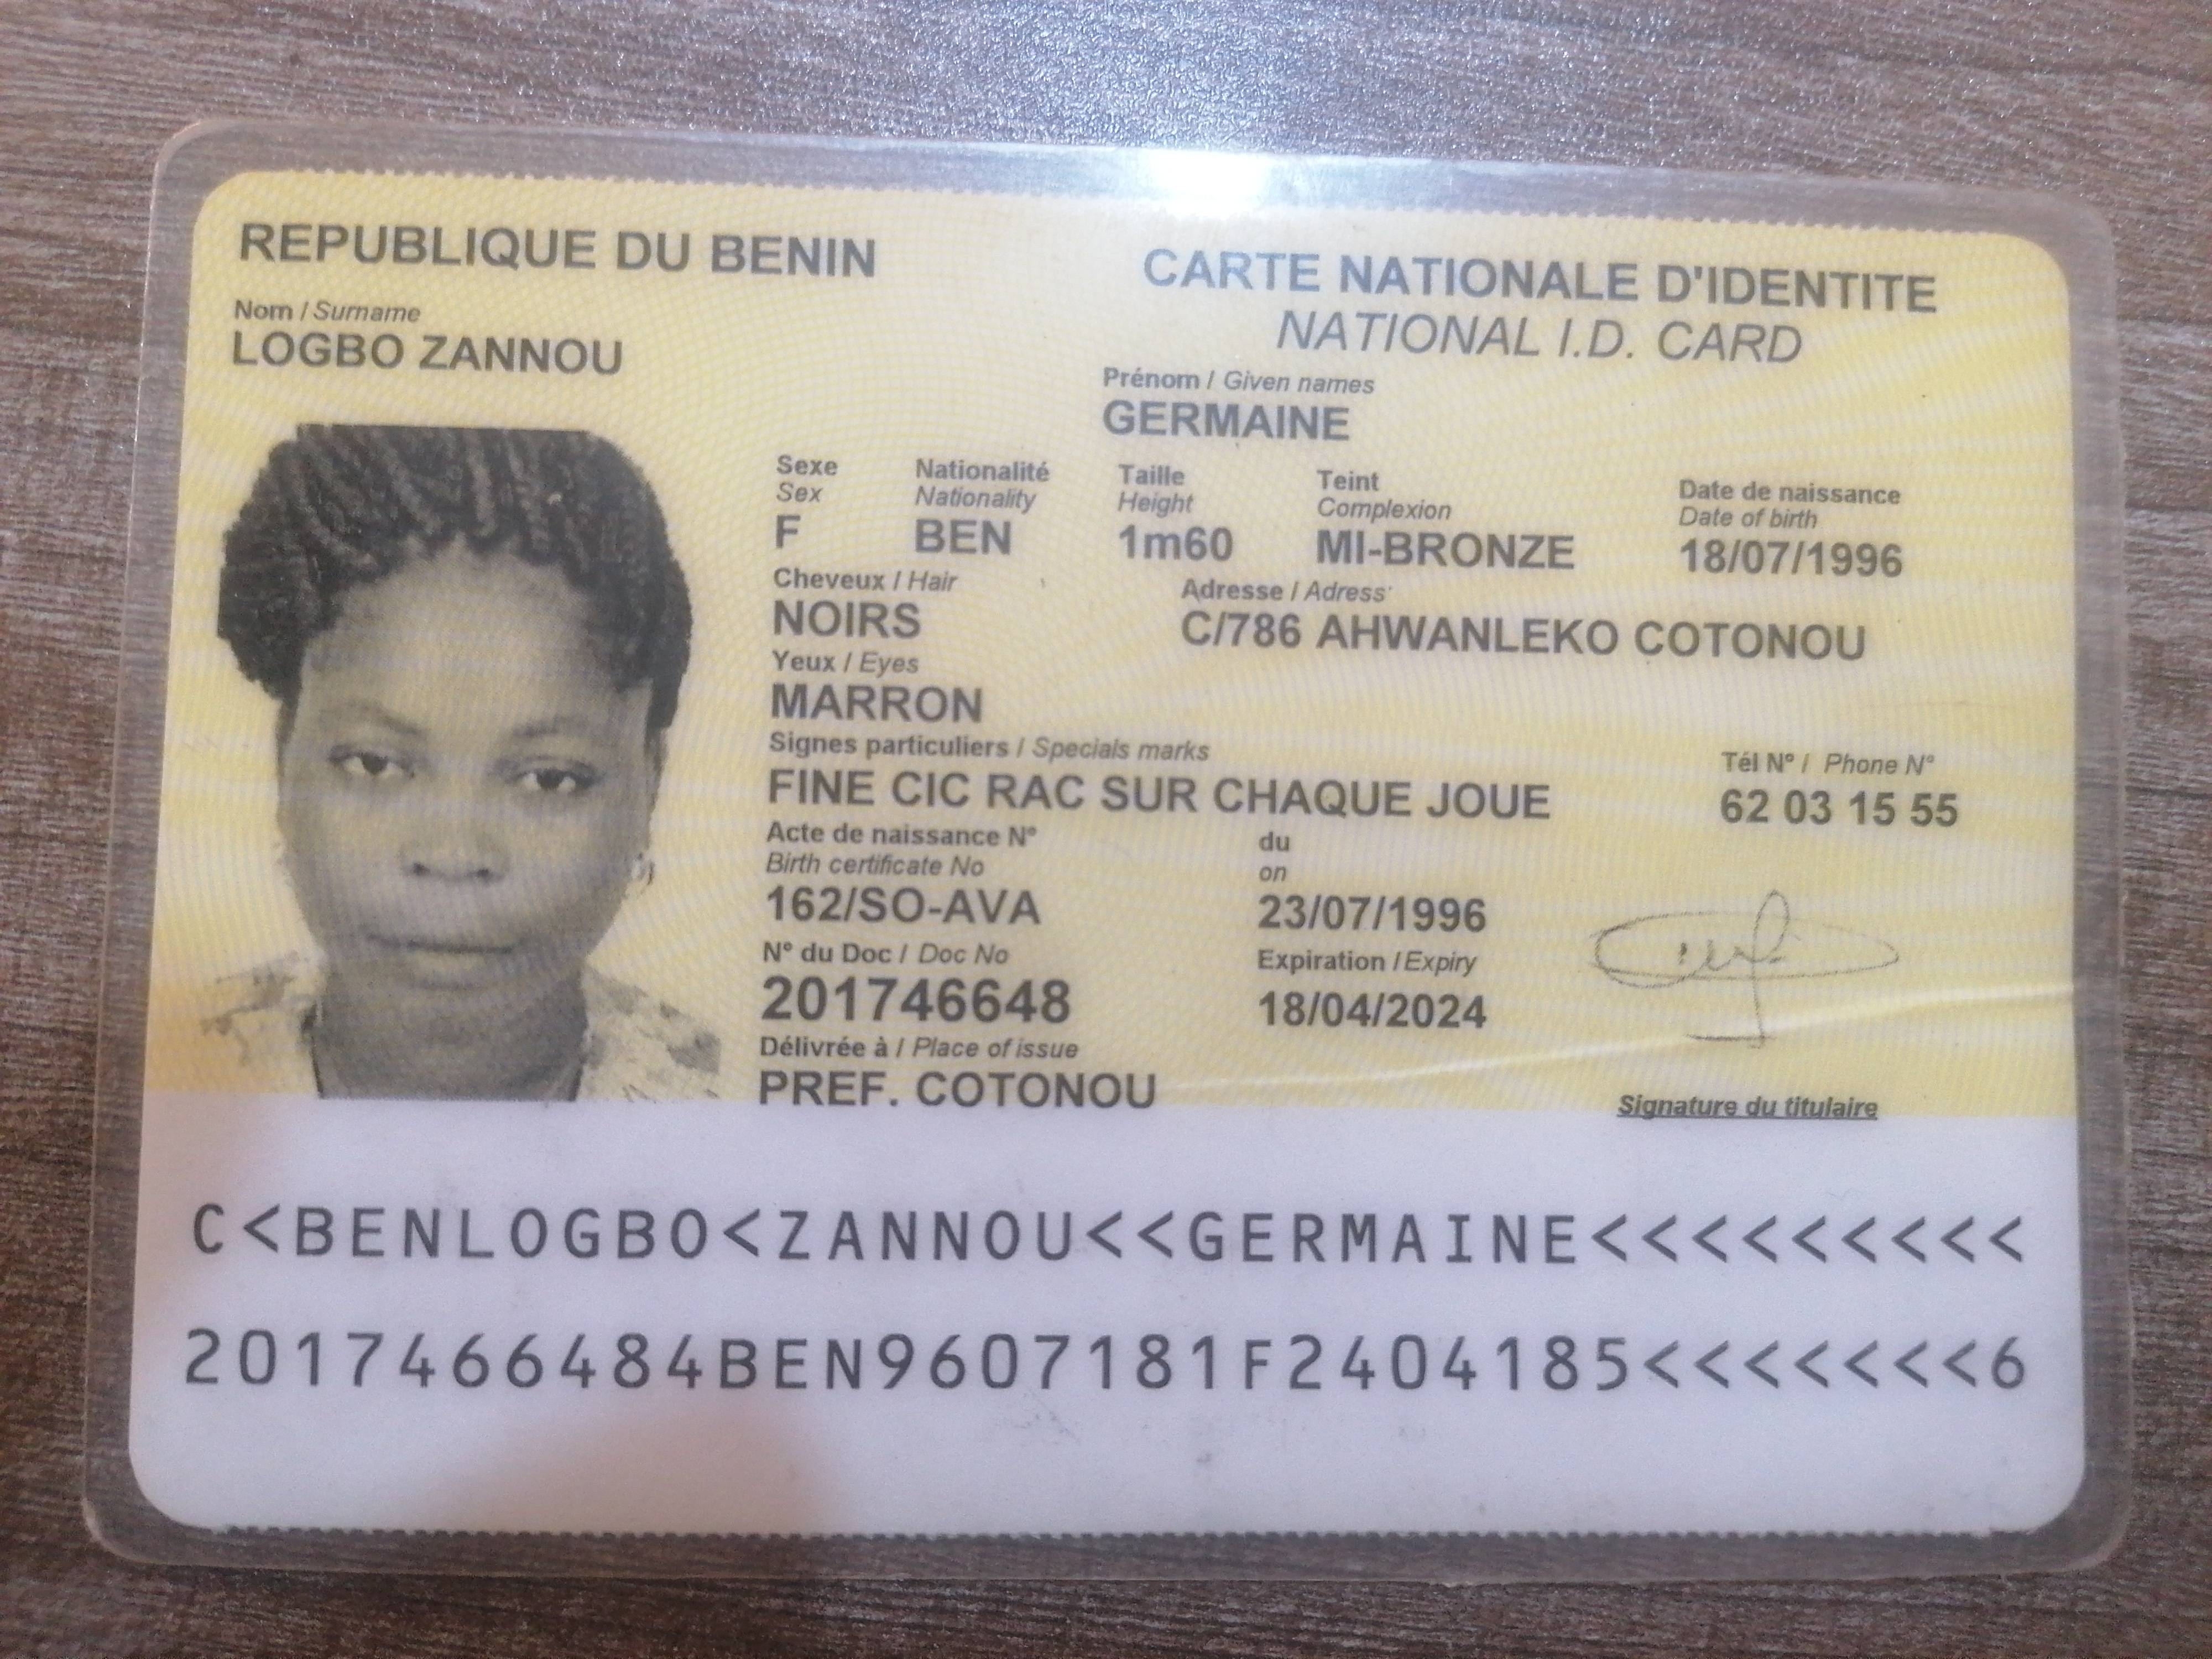 REPUBLIQUE DU BENIN
CARTE NATIONALE D'IDENTITE
NATIONAL I.D. CARD
Nom / Surname
LOGBO ZANNOU
Prénom / Given names
GERMAINE
Sexe Nationalité Taille Teint Date de naissance
Sex Nationality Height Complexion Date of birth
F BEN 1m60 MI-BRONZE 18/07/1996
Cheveux / Hair Adresse / Adress
NOIRS C/786 AHWANLEKO COTONOU
Yeux / Eyes
MARRON
Signes particuliers / Specials marks Tél N° / Phone N°
FINE CIC RAC SUR CHAQUE JOUE 62 03 15 55
Acte de naissance N° du
Birth certificate No on
162/SO-AVA 23/07/1996
N° du Doc / Doc No Expiration / Expiry
201746648 18/04/2024
Délivrée à / Place of issue
PREF. COTONOU Signature du titulaire
C<BENLOGBO<ZANNOU<<GERMAINE<<<<<<<<<
2017466484BEN9607181F2404185<<<<<<<6